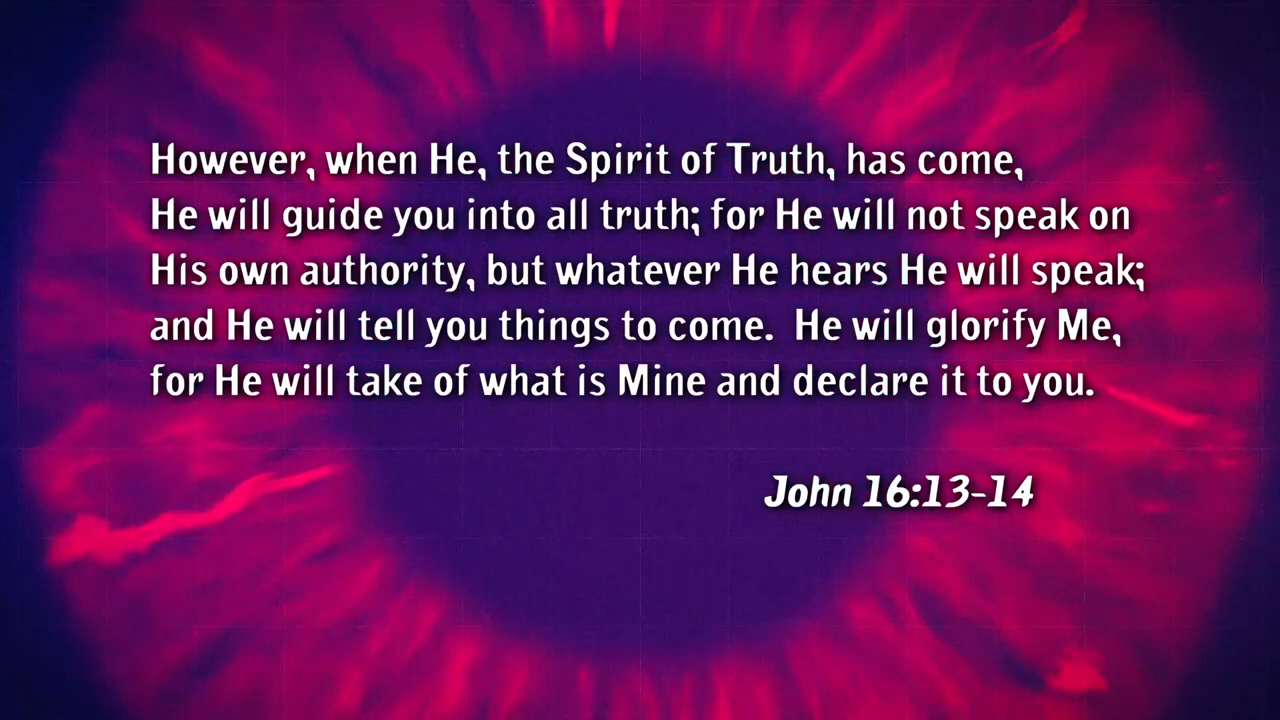 However, when He, the Spirit of Truth, has come,
He will guide you into all truth; for He will not speak on
His own authority, but whatever He hears He will speak;
and He will tell you things to come.  He will glorify Me,
for He will take of what is Mine and declare it to you.
John 16:13-14